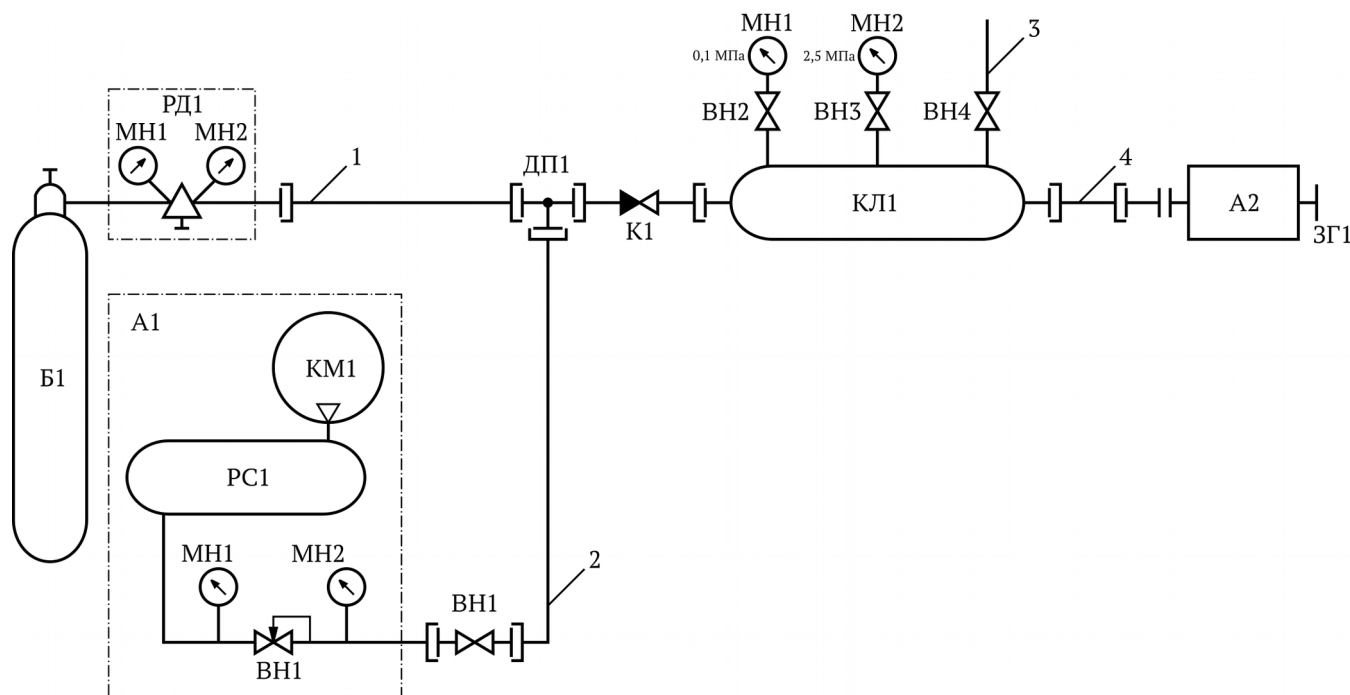 МН1
МН2
3
0,1 МПа
2,5 МПа
РД1
ВН2
ВН3
ВН4
МН1
МН2
1
ДП1
4
КЛ1
А2
К1
ЗГ1
А1
КМ1
Б1
РС1
МН1
МН2
2
ВН1
ВН1